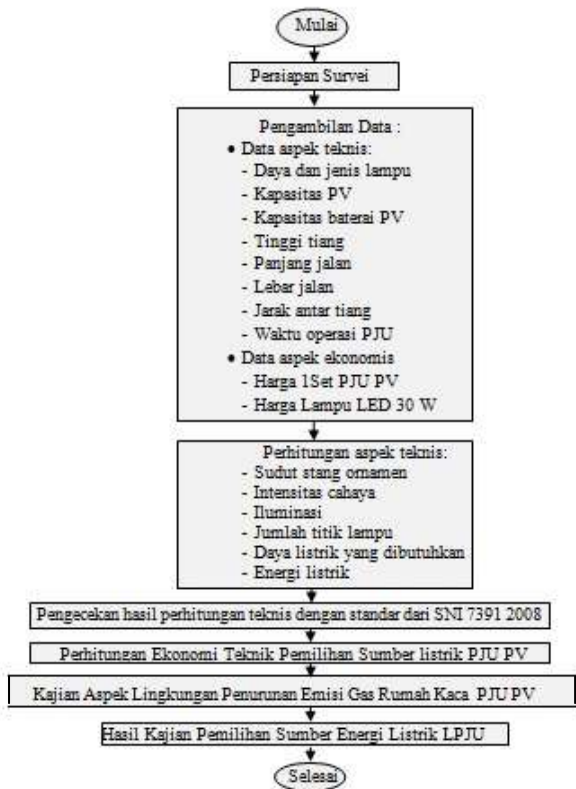 Mulai
Persiapan Survei
Pengambilan Data :
• Data aspek teknis:
- Daya dan jenis lampu
- Kapasitas PV
- Kapasitas baterai PV
- Tinggi tiang
- Panjang jalan
- Lebar jalan
- Jarak antar tiang
- Waktu operasi PJU
• Data aspek ekonomis
- Harga 1Set PJU PV
- Harga Lampu LED 30 W
Perhitungan aspek teknis:
- Sudut stang ornamen
- Intensitas cahaya
- Iluminasi
- Jumlah titik lampu
- Daya listrik yang dibutuhkan
- Energi listrik
Pengecekan hasil perhitungan teknis dengan standar dari SNI 7391 2008
Perhitungan Ekonomi Teknik Pemilihan Sumber listrik PJU PV
Kajian Aspek Lingkungan Penurunan Emisi Gas Rumah Kaca PJU PV
Hasil Kajian Pemilihan Sumber Energi Listrik LPJU
Selesai